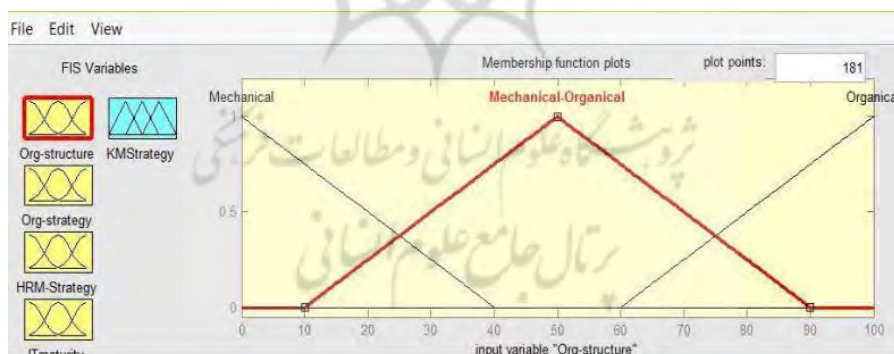 File Edit View
FIS Variables
Membership function plots
plot points:
181
Mechanical
Mechanical-Organical
Organica
1
0.5
0
Org-structure
KMStrategy
Org-strategy
HRM-Strategy
ITmaturity
0 10 20 30 40 50 60 70 80 90 100
input variable "Org-structure"
پژوهشگاه علوم انسانی و مطالعات فرهنگی
پرتال جامع علوم انسانی